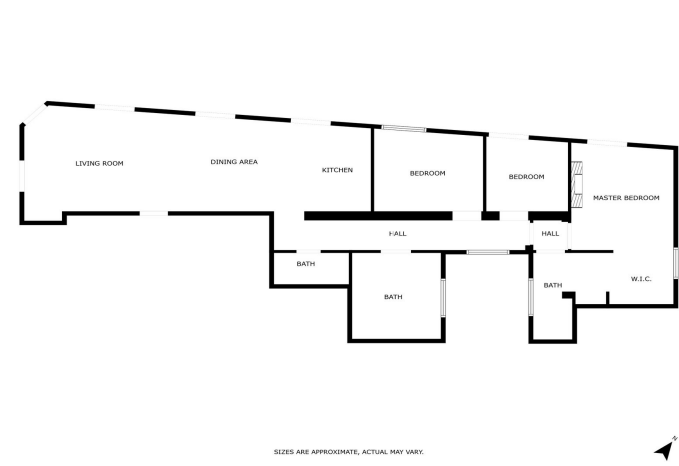 LIVING ROOM
DINING AREA
KITCHEN
BEDROOM
BEDROOM
MASTER BEDROOM
HALL
HALL
BATH
BATH
BATH
W.I.C.
N
SIZES ARE APPROXIMATE, ACTUAL MAY VARY.